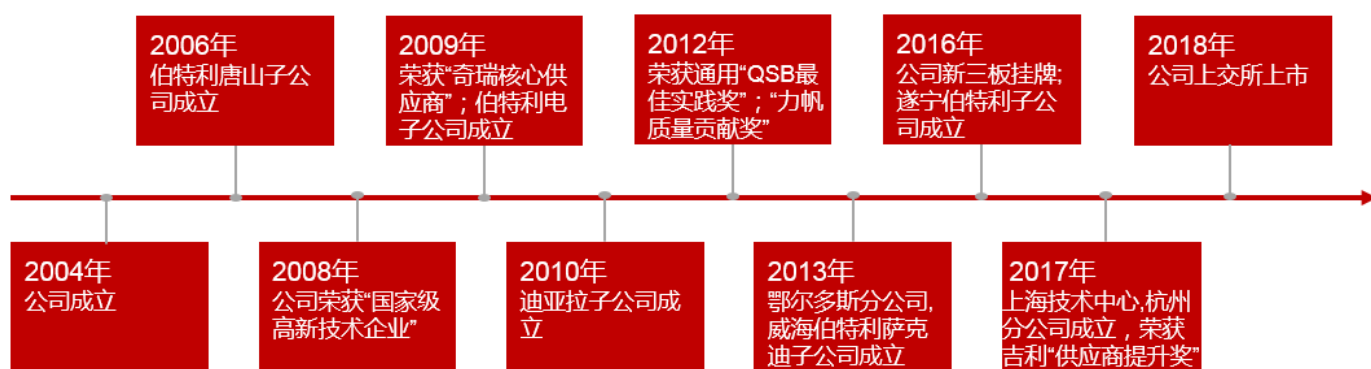 2006年
伯特利唐山子公
司成立
2009年
荣获“奇瑞核心供
应商”；伯特利电
子公司成立
2012年
荣获通用“QSB最
佳实践奖”；“力帆
质量贡献奖”
2016年
公司新三板挂牌;
遂宁伯特利子公
司成立
2018年
公司上交所上市
2004年
公司成立
2008年
公司荣获“国家级
高新技术企业”
2010年
迪亚拉子公司成
立
2013年
鄂尔多斯分公司,
威海伯特利萨克
迪子公司成立
2017年
上海技术中心,杭州
分公司成立，荣获
吉利“供应商提升奖”